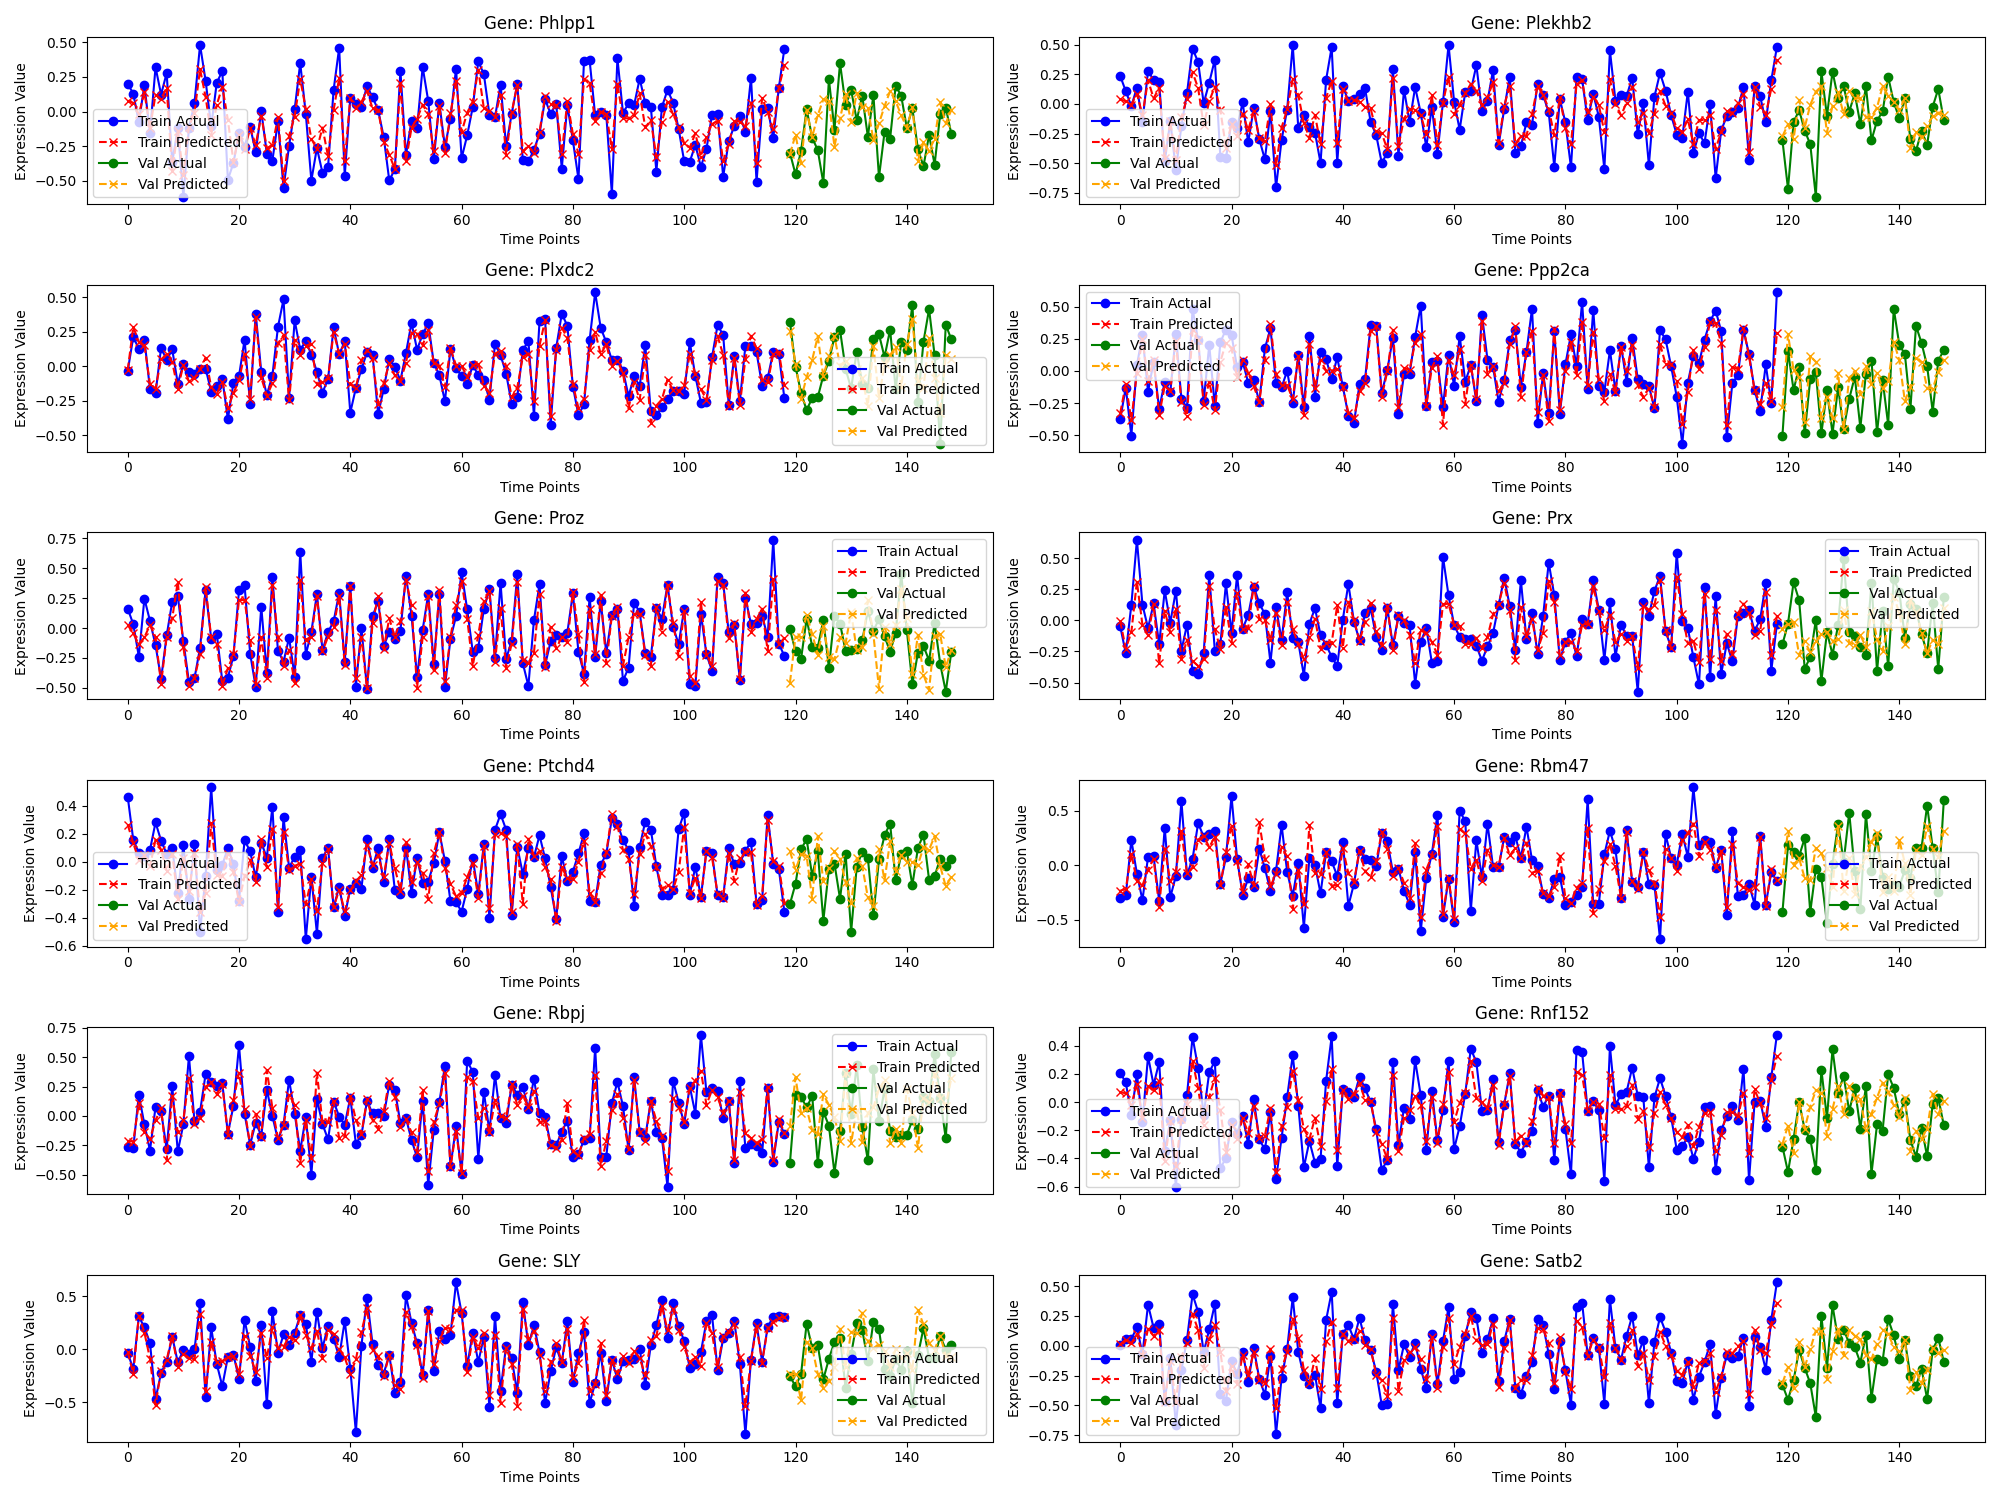 Gene: Phlpp1
Expression Value
0.50
0.25
0.00
−0.25
−0.50
Train Actual
Train Predicted
Val Actual
Val Predicted
0 20 40 60 80 100 120 140
Time Points
Gene: Plekhb2
Expression Value
0.50
0.25
0.00
−0.25
−0.50
−0.75
Train Actual
Train Predicted
Val Actual
Val Predicted
0 20 40 60 80 100 120 140
Time Points
Gene: Plxdc2
Expression Value
0.50
0.25
0.00
−0.25
−0.50
Train Actual
Train Predicted
Val Actual
Val Predicted
0 20 40 60 80 100 120 140
Time Points
Gene: Ppp2ca
Expression Value
0.50
0.25
0.00
−0.25
−0.50
Train Actual
Train Predicted
Val Actual
Val Predicted
0 20 40 60 80 100 120 140
Time Points
Gene: Proz
Expression Value
0.75
0.50
0.25
0.00
−0.25
−0.50
Train Actual
Train Predicted
Val Actual
Val Predicted
0 20 40 60 80 100 120 140
Time Points
Gene: Prx
Expression Value
0.50
0.25
0.00
−0.25
−0.50
Train Actual
Train Predicted
Val Actual
Val Predicted
0 20 40 60 80 100 120 140
Time Points
Gene: Ptchd4
Expression Value
0.4
0.2
0.0
−0.2
−0.4
−0.6
Train Actual
Train Predicted
Val Actual
Val Predicted
0 20 40 60 80 100 120 140
Time Points
Gene: Rbm47
Expression Value
0.5
0.0
−0.5
Train Actual
Train Predicted
Val Actual
Val Predicted
0 20 40 60 80 100 120 140
Time Points
Gene: Rbpj
Expression Value
0.75
0.50
0.25
0.00
−0.25
−0.50
Train Actual
Train Predicted
Val Actual
Val Predicted
0 20 40 60 80 100 120 140
Time Points
Gene: Rnf152
Expression Value
0.4
0.2
0.0
−0.2
−0.4
−0.6
Train Actual
Train Predicted
Val Actual
Val Predicted
0 20 40 60 80 100 120 140
Time Points
Gene: SLY
Expression Value
0.5
0.0
−0.5
Train Actual
Train Predicted
Val Actual
Val Predicted
0 20 40 60 80 100 120 140
Time Points
Gene: Satb2
Expression Value
0.50
0.25
0.00
−0.25
−0.50
−0.75
Train Actual
Train Predicted
Val Actual
Val Predicted
0 20 40 60 80 100 120 140
Time Points